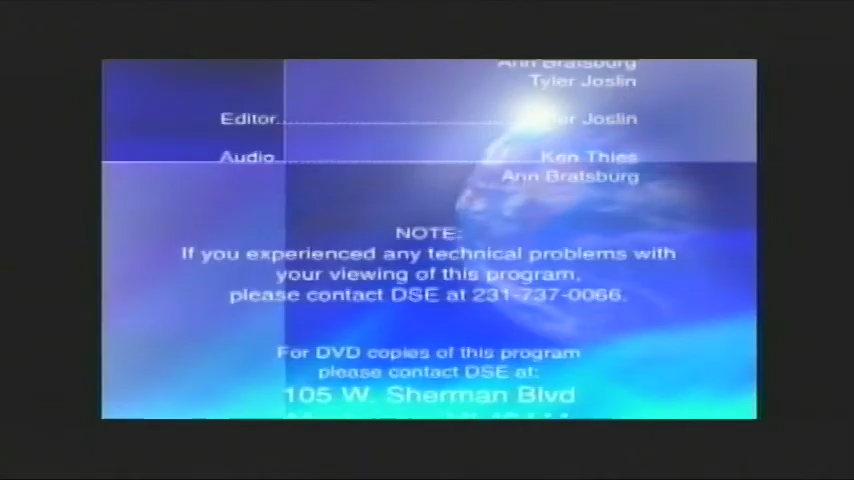 Ann Bratsburg
Tyler Joslin
Editor Joslin
Audio Ken Thies
Ann Bratsburg
NOTE:
If you experienced any technical problems with
your viewing of this program,
please contact DSE at 231-737-0066.
For DVD copies of this program
please contact DSE at:
105 W. Sherman Blvd